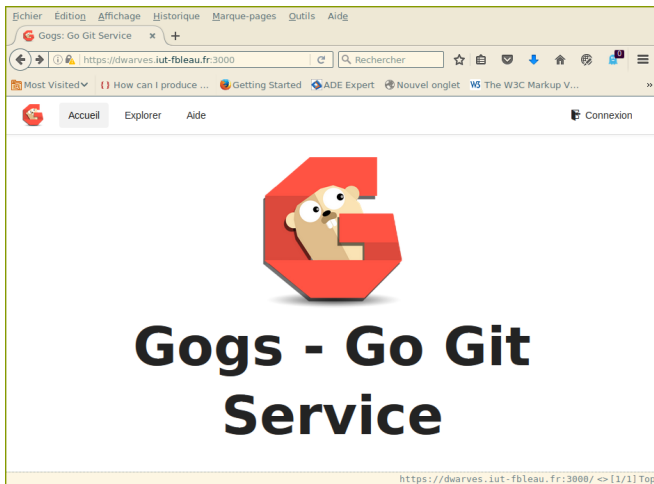 Fichier Édition Affichage Historique Marque-pages Outils Aide
Gogs: Go Git Service × +
https://dwarves.iut-fbleau.fr:3000 Rechercher 0
Most Visited How can I produce ... Getting Started ADE Expert Nouvel onglet W3 The W3C Markup V... »
Accueil Explorer Aide Connexion
Gogs - Go Git
Service
https://dwarves.iut-fbleau.fr:3000/ <>[1/1]Top